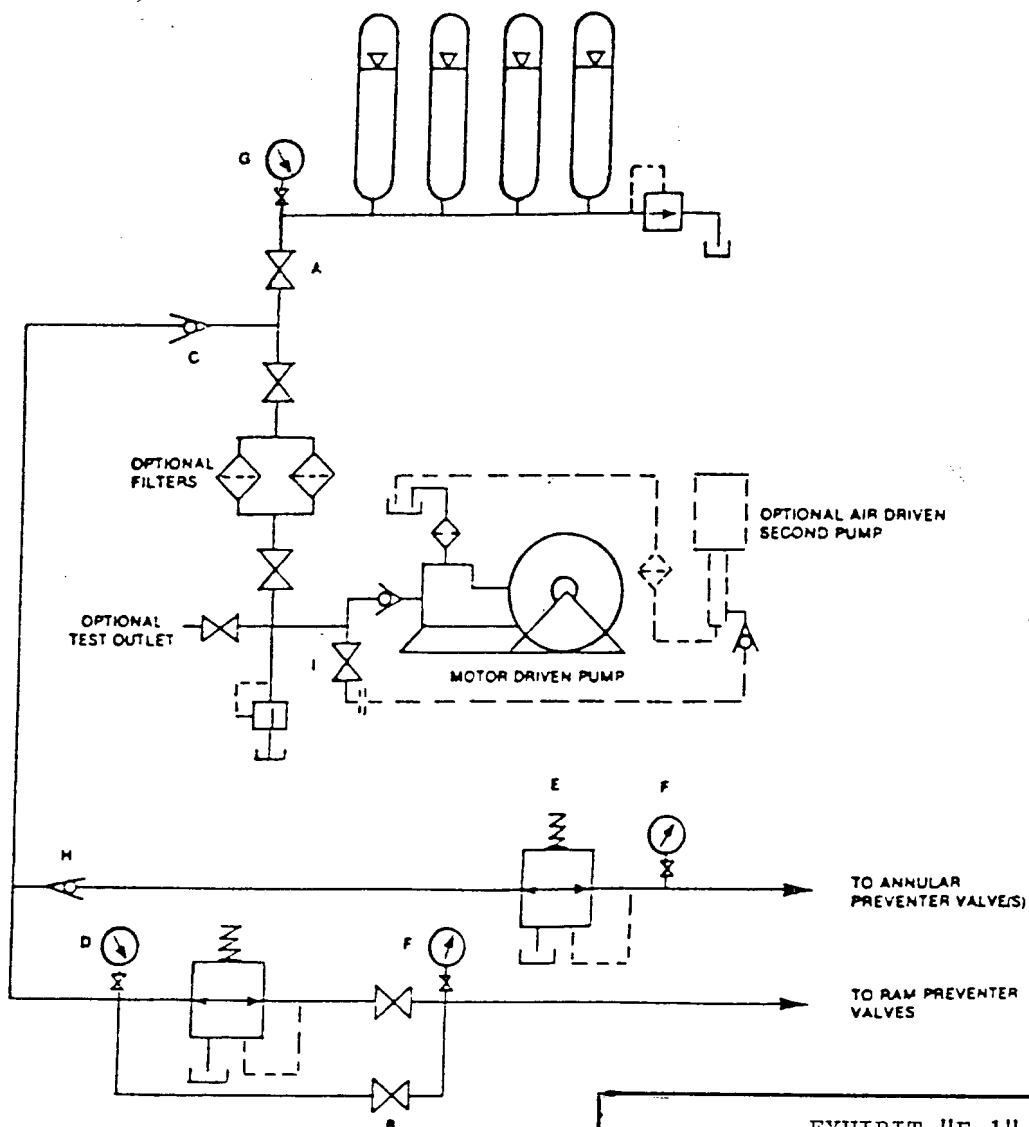 G
A
C
OPTIONAL
FILTERS
OPTIONAL AIR DRIVEN
SECOND PUMP
OPTIONAL
TEST OUTLET
I
MOTOR DRIVEN PUMP
E
F
H
TO ANNULAR
PREVENTER VALVE(S)
D
F
TO RAM PREVENTER
VALVES